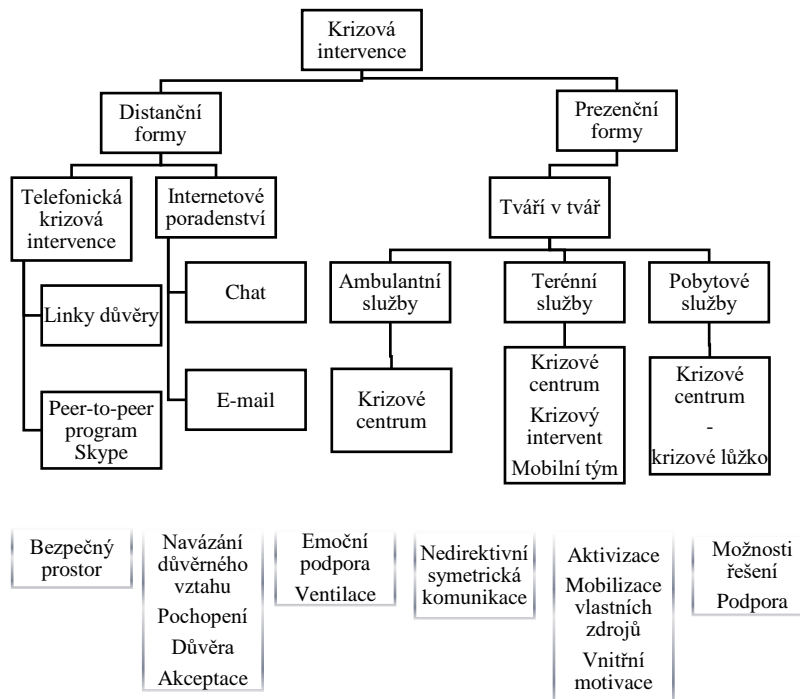 Krizová
intervence
Distanční
formy
Prezenční
formy
Telefonická
krizová
intervence
Internetové
poradenství
Tváří v tvář
Linky důvěry
Chat
Peer-to-peer
program
Skype
E-mail
Ambulantní
služby
Terénní
služby
Pobytové
služby
Krizové
centrum
Krizové
centrum
Krizový
intervent
Mobilní tým
Krizové
centrum
-
krizové lůžko
Bezpečný
prostor
Navázání
důvěrného
vztahu
Pochopení
Důvěra
Akceptace
Emoční
podpora
Ventilace
Nedirektivní
symetrická
komunikace
Aktivizace
Mobilizace
vlastních
zdrojů
Vnitřní
motivace
Možnosti
řešení
Podpora